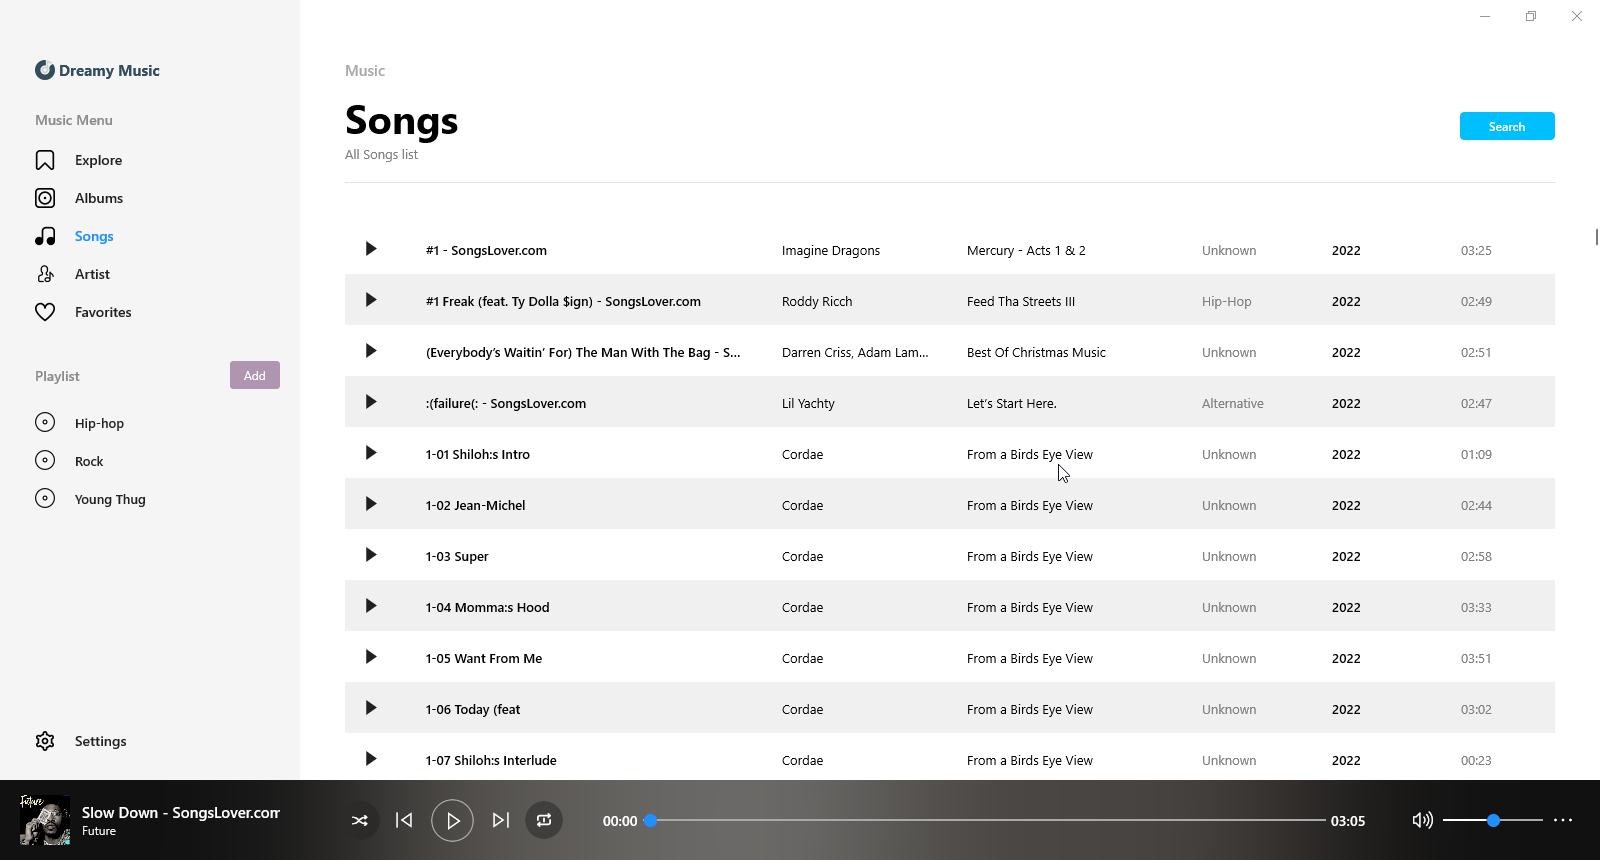 Dreamy Music
Music Menu
Explore
Albums
Songs
Artist
Favorites
Playlist Add
Hip-hop
Rock
Young Thug
Settings
Music
Songs
All Songs list
Search
#1 - SongsLover.com Imagine Dragons Mercury - Acts 1 & 2 Unknown 2022 03:25
#1 Freak (feat. Ty Dolla $ign) - SongsLover.com Roddy Ricch Feed Tha Streets III Hip-Hop 2022 02:49
(Everybody's Waitin' For) The Man With The Bag - S... Darren Criss, Adam Lam... Best Of Christmas Music Unknown 2022 02:51
:(failure(: - SongsLover.com Lil Yachty Let's Start Here. Alternative 2022 02:47
1-01 Shiloh:s Intro Cordae From a Birds Eye View Unknown 2022 01:09
1-02 Jean-Michel Cordae From a Birds Eye View Unknown 2022 02:44
1-03 Super Cordae From a Birds Eye View Unknown 2022 02:58
1-04 Momma:s Hood Cordae From a Birds Eye View Unknown 2022 03:33
1-05 Want From Me Cordae From a Birds Eye View Unknown 2022 03:51
1-06 Today (feat Cordae From a Birds Eye View Unknown 2022 03:02
1-07 Shiloh:s Interlude Cordae From a Birds Eye View Unknown 2022 00:23
Future
Slow Down - SongsLover.com
Future
00:00 03:05